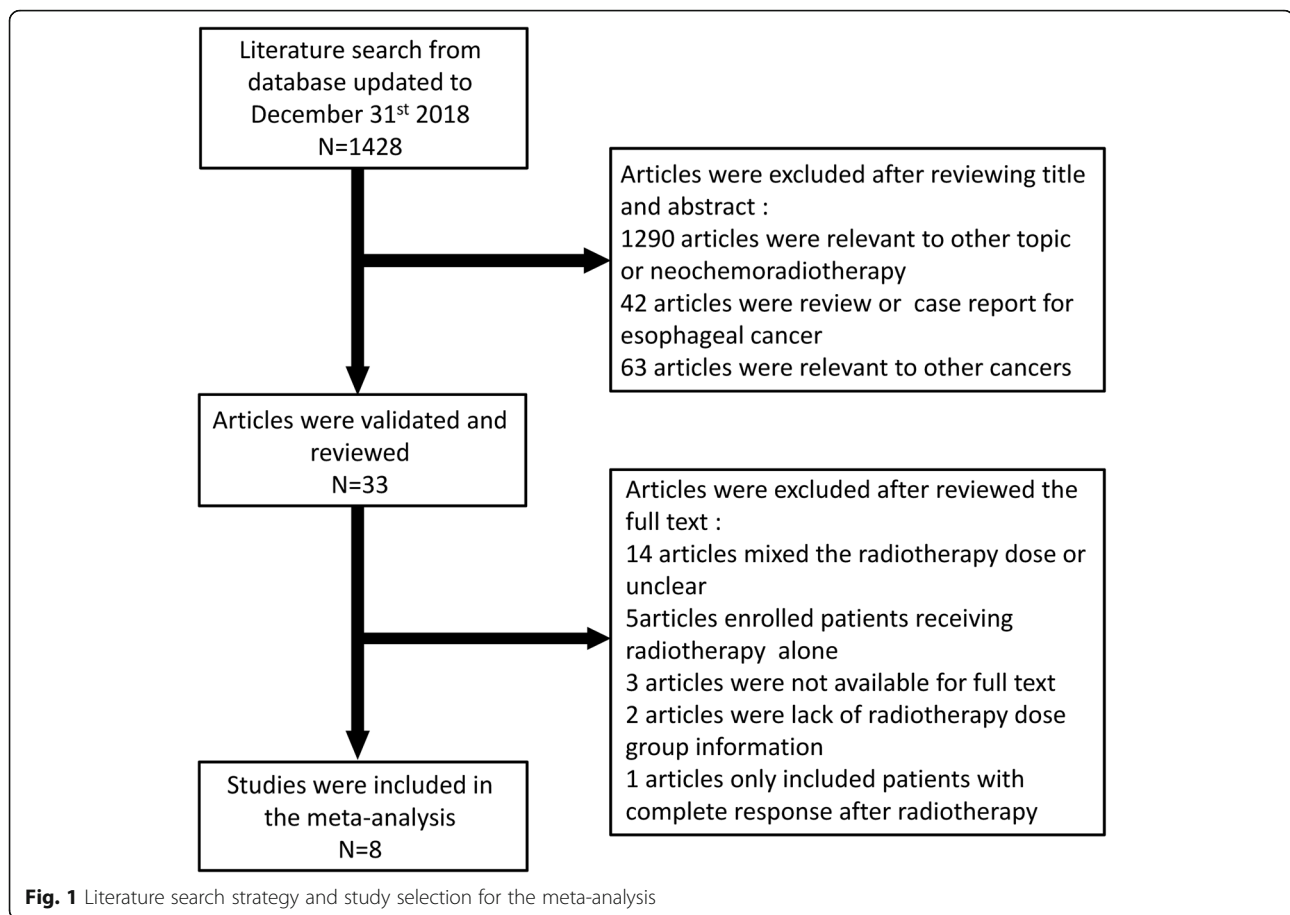 Literature search from
database updated to
December 31st 2018
N=1428
Articles were excluded after reviewing title
and abstract :
1290 articles were relevant to other topic
or neochemoradiotherapy
42 articles were review or case report for
esophageal cancer
63 articles were relevant to other cancers
Articles were validated and
reviewed
N=33
Articles were excluded after reviewed the
full text :
14 articles mixed the radiotherapy dose or
unclear
5articles enrolled patients receiving
radiotherapy alone
3 articles were not available for full text
2 articles were lack of radiotherapy dose
group information
1 articles only included patients with
complete response after radiotherapy
Studies were included in
the meta-analysis
N=8
Fig. 1 Literature search strategy and study selection for the meta-analysis